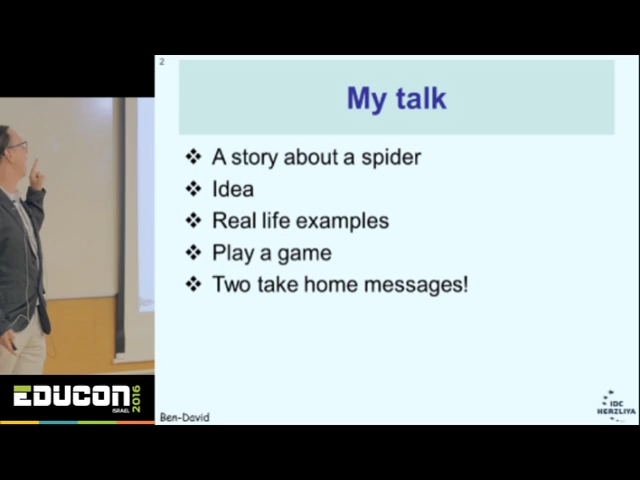 2
My talk
❖ A story about a spider
❖ Idea
❖ Real life examples
❖ Play a game
❖ Two take home messages!
EDUCON
ISRAEL 2016
Ben-David
IDC
HERZLIYA